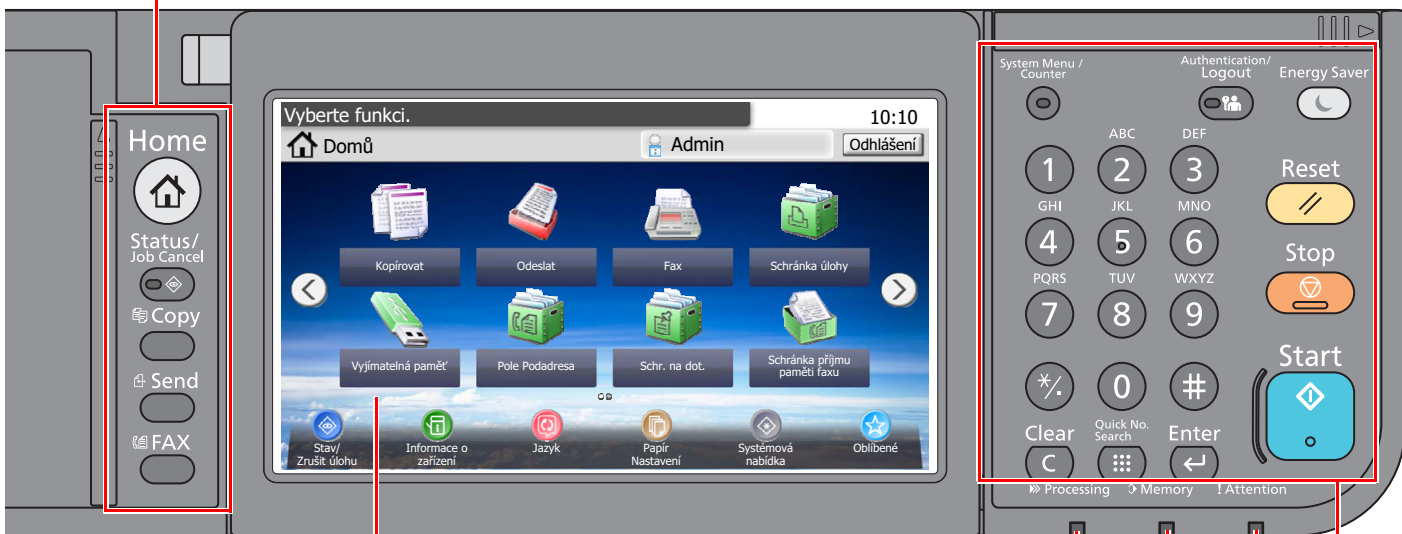 Home
Status/
Job Cancel
Copy
Send
FAX
Vyberte funkci.
10:10
Domů
Admin
Odhlášení
Kopírovat
Odeslat
Fax
Schránka úlohy
Vyjímatelná paměť
Pole Podadresa
Schr. na dot.
Schránka příjmu
paměti faxu
Stav/
Zrušit úlohu
Informace o
zařízení
Jazyk
Papír
Nastavení
Systémová
nabídka
Oblíbené
System Menu /
Counter
Authentication/
Logout
Energy Saver
ABC
DEF
1
2
3
Reset
GHI
JKL
MNO
4
5
6
Stop
PQRS
TUV
WXYZ
7
8
9
Start
*/.
0
#
Clear
Quick No.
Search
Enter
C
Processing
Memory
! Attention